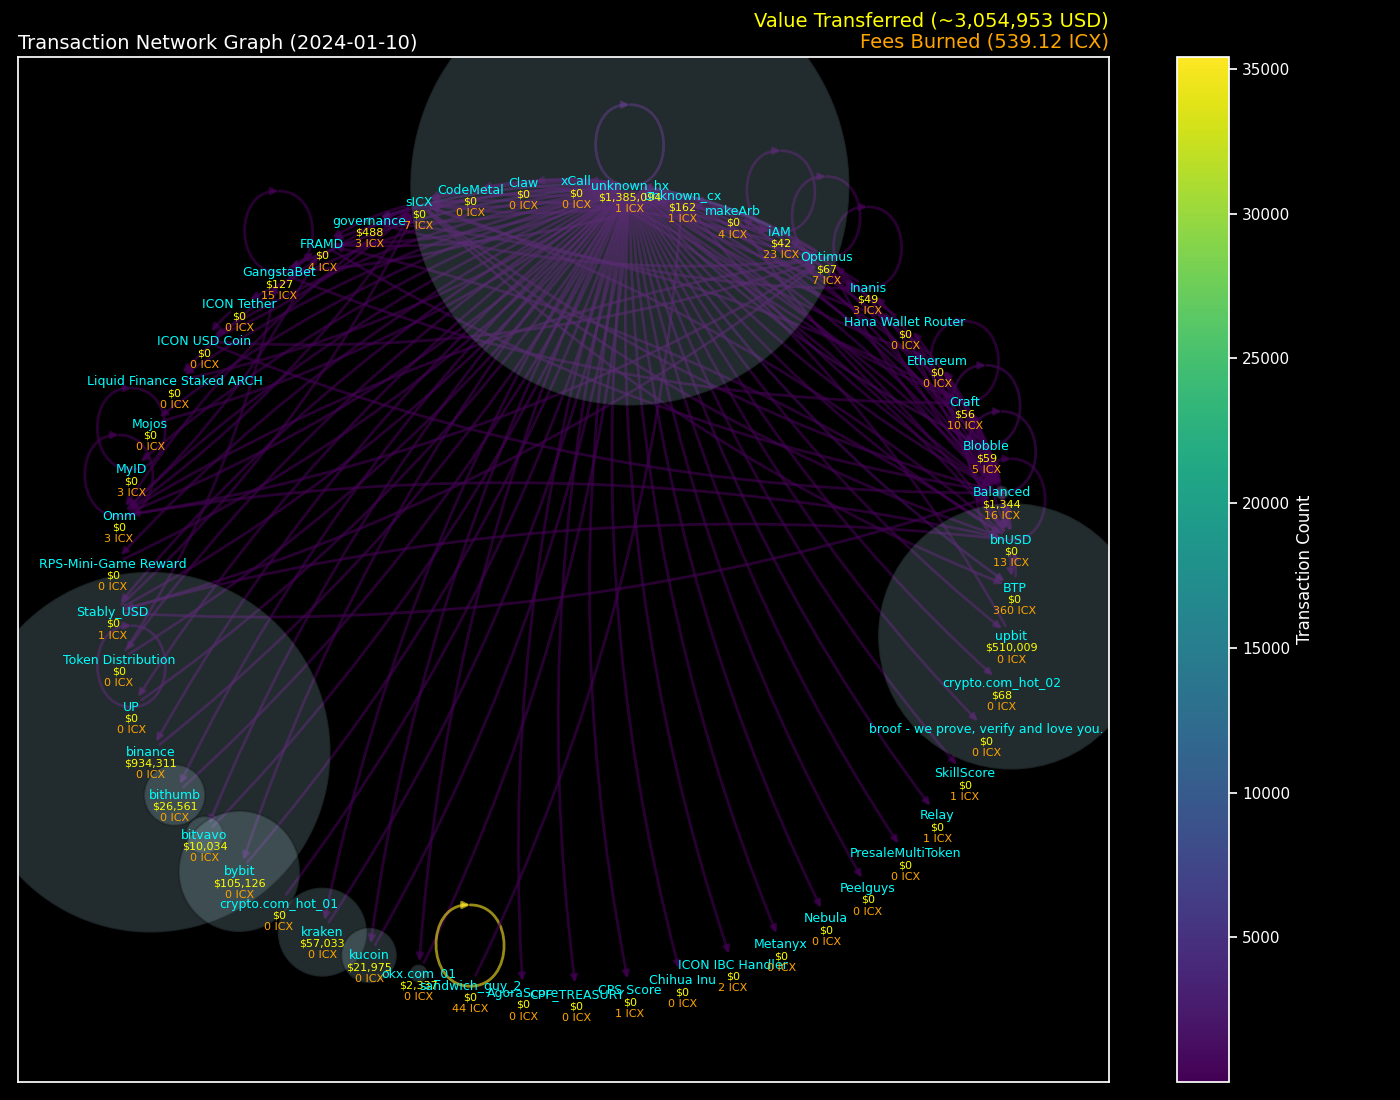 Value Transferred (~3,054,953 USD)
Transaction Network Graph (2024-01-10)
Fees Burned (539.12 ICX)
xCall
$0
0 ICX
unknown_hx
$1,385,094
1 ICX
unknown_cx
$162
1 ICX
Claw
$0
0 ICX
CodeMetal
$0
0 ICX
makeArb
$0
4 ICX
sICX
$0
7 ICX
iAM
$42
23 ICX
governance
$488
3 ICX
Optimus
$67
7 ICX
FRAMD
$0
4 ICX
Inanis
$49
3 ICX
GangstaBet
$127
15 ICX
Hana Wallet Router
$0
0 ICX
ICON Tether
$0
0 ICX
Ethereum
$0
0 ICX
ICON USD Coin
$0
0 ICX
Craft
$56
10 ICX
Liquid Finance Staked ARCH
$0
0 ICX
Blobble
$59
5 ICX
Mojos
$0
0 ICX
Balanced
$1,344
16 ICX
MyID
$0
3 ICX
bnUSD
$0
13 ICX
Omm
$0
3 ICX
BTP
$0
360 ICX
RPS-Mini-Game Reward
$0
0 ICX
upbit
$510,009
0 ICX
Stably_USD
$0
1 ICX
crypto.com_hot_02
$68
0 ICX
Token Distribution
$0
0 ICX
broof - we prove, verify and love you.
$0
0 ICX
UP
$0
0 ICX
SkillScore
$0
1 ICX
binance
$934,311
0 ICX
Relay
$0
1 ICX
bithumb
$26,561
0 ICX
PresaleMultiToken
$0
0 ICX
bitvavo
$10,034
0 ICX
Peelguys
$0
0 ICX
bybit
$105,126
0 ICX
Nebula
$0
0 ICX
crypto.com_hot_01
$0
0 ICX
Metanyx
$0
0 ICX
kraken
$57,033
0 ICX
ICON IBC Handler
$0
2 ICX
kucoin
$21,975
0 ICX
Chihua Inu
$0
0 ICX
okx.com_01
$2,337
0 ICX
CPS Score
$0
1 ICX
sandwich_guy_2
$0
44 ICX
AgoraScore
$0
0 ICX
CPF_TREASURY
$0
0 ICX
35000
30000
25000
20000
15000
10000
5000
Transaction Count